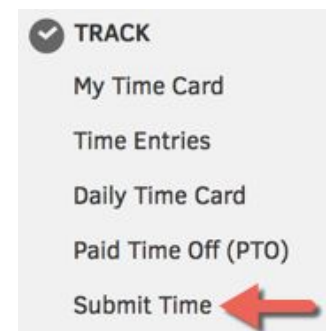 TRACK
My Time Card
Time Entries
Daily Time Card
Paid Time Off (PTO)
Submit Time